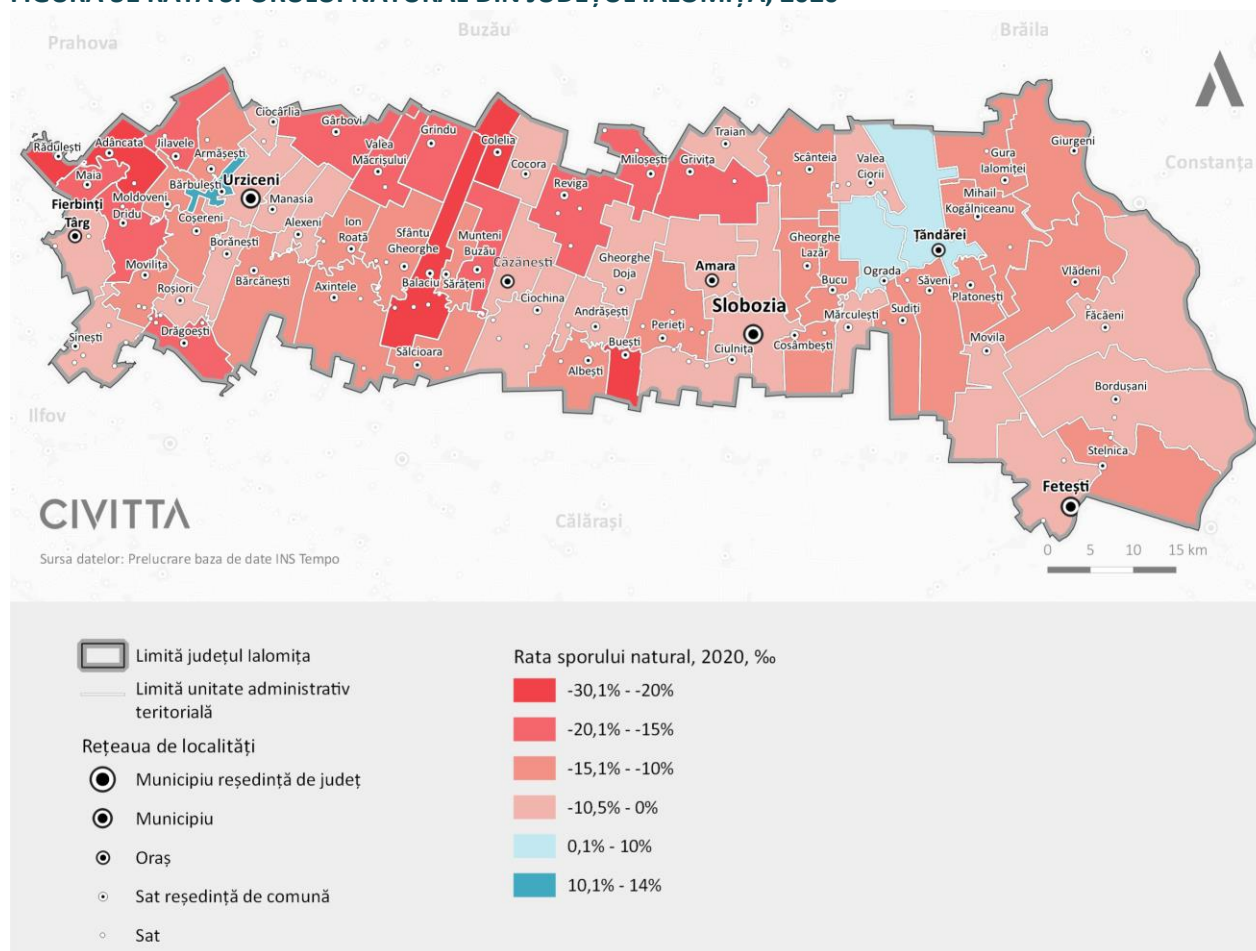 Prahova
Buzău
Brăila
Constanța
Ilfov
Călărași
Ciocârlia
Gârbovi
Grindu
Colelia
Traian
Rădulești
Adâncata
Jilavele
Armășești
Valea
Măcrișului
Cocora
Miloșești
Grivița
Scânteia
Valea
Ciorii
Gura
Ialomiței
Giurgeni
Maia
Moldoveni
Bărbulești
Urziceni
Reviga
Mihail
Kogălniceanu
Fierbinți
Târg
Dridu
Coșereni
Manasia
Alexeni
Ion
Roată
Sfântu
Gheorghe
Munteni
Buzău
Gheorghe
Doja
Gheorghe
Lazăr
Țăndărei
Borănești
Movilița
Roșiori
Bărcănești
Axintele
Balaciu
Sărățeni
Căzănești
Ciochina
Amara
Bucu
Ograda
Săveni
Platonești
Vlădeni
Sinești
Drăgoești
Andrășești
Perieți
Slobozia
Mărculești
Sudiți
Făcăeni
Sălcioara
Albești
Buești
Ciulnița
Cosâmbești
Movila
Bordușani
Stelnica
Fetești
CIVITTA
Sursa datelor: Prelucrare baza de date INS Tempo
0 5 10 15 km
Limită județul Ialomița
Limită unitate administrativ
teritorială
Rețeaua de localități
Municipiu reședință de județ
Municipiu
Oraș
Sat reședință de comună
Sat
Rata sporului natural, 2020, ‰
-30,1% - -20%
-20,1% - -15%
-15,1% - -10%
-10,5% - 0%
0,1% - 10%
10,1% - 14%